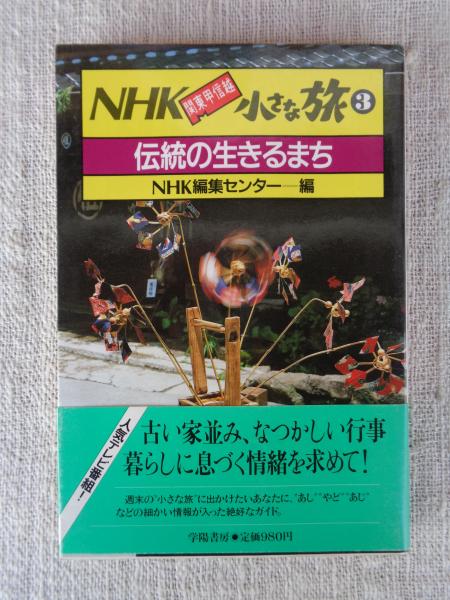 NHK 関東甲信越 小さな旅 3
伝統の生きるまち
NHK編集センター—編
人気テレビ番組!
古い家並み、なつかしい行事
暮らしに息づく情緒を求めて!
週末の“小さな旅”に出かけたいあなたに、“あし”“やど”“あじ”
などの細かい情報が入った絶好なガイド。
学陽書房●定価980円